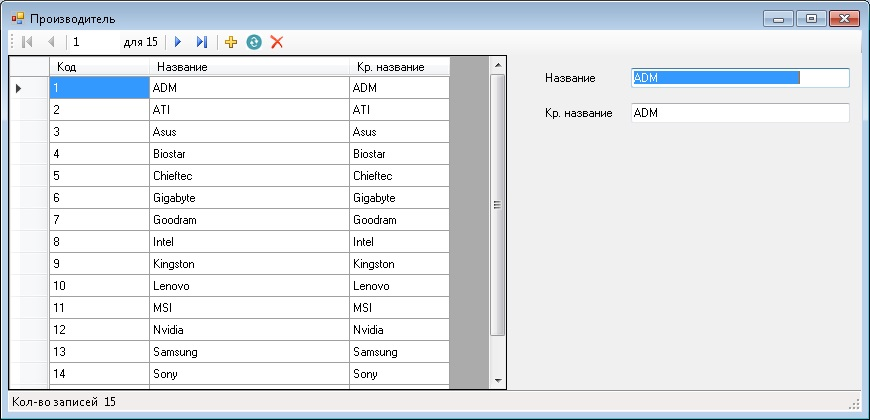 Производитель
1 для 15
Код Название Кр. название
1 ADM ADM
2 ATI ATI
3 Asus Asus
4 Biostar Biostar
5 Chieftec Chieftec
6 Gigabyte Gigabyte
7 Goodram Goodram
8 Intel Intel
9 Kingston Kingston
10 Lenovo Lenovo
11 MSI MSI
12 Nvidia Nvidia
13 Samsung Samsung
14 Sony Sony
Название ADM
Кр. название ADM
Кол-во записей 15